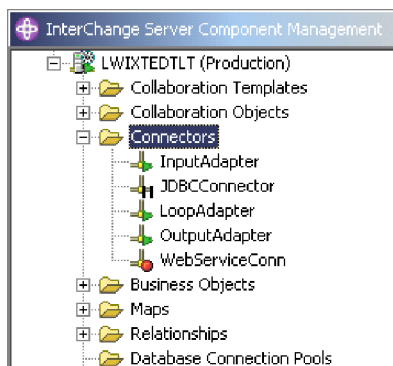 InterChange Server Component Management
LWIXTEDTLT (Production)
Collaboration Templates
Collaboration Objects
Connectors
InputAdapter
JDBCConnector
LoopAdapter
OutputAdapter
WebServiceConn
Business Objects
Maps
Relationships
Database Connection Pools